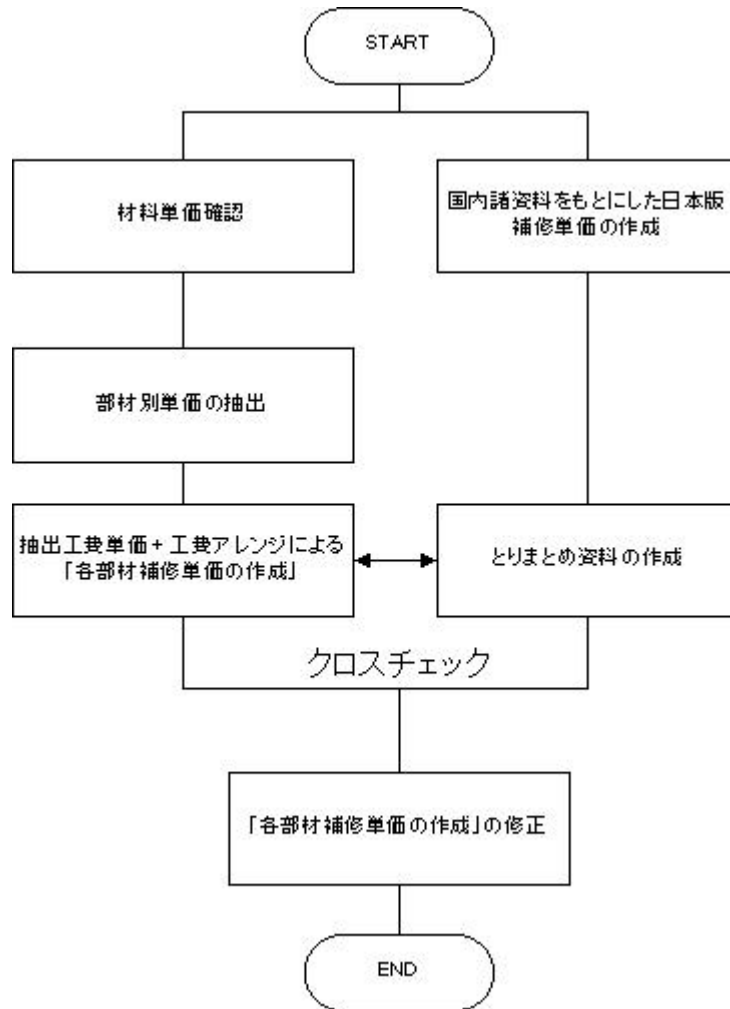 START
材料単価確認
国内諸資料をもとにした日本版
補修単価の作成
部材別単価の抽出
抽出工費単価+工費アレンジによる
「各部材補修単価の作成」
とりまとめ資料の作成
クロスチェック
「各部材補修単価の作成」の修正
END